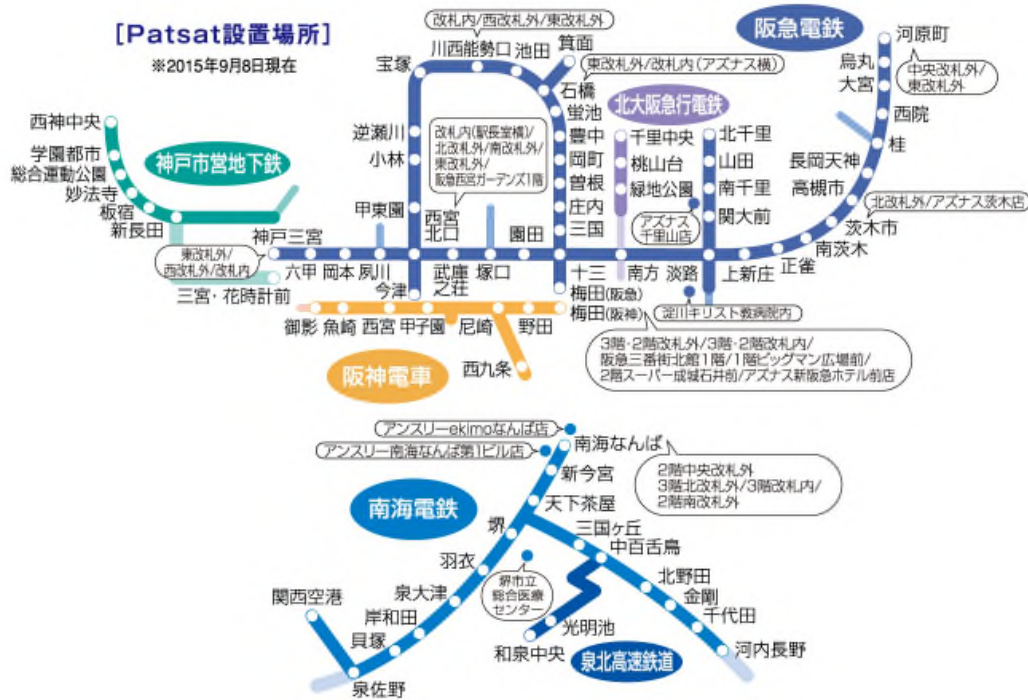 [Patsat設置場所]
※2015年9月8日現在
改札内/西改札外/東改札外
川西能勢口
池田
箕面
宝塚
東改札外/改札内(アズナス横)
石橋
蛍池
阪急電鉄
河原町
烏丸
大宮
中央改札外/
東改札外
西院
桂
長岡天神
高槻市
北改札外/アズナス茨木店
茨木市
南茨木
正雀
上新庄
北大阪急行電鉄
千里中央
桃山台
緑地公園
北千里
山田
南千里
関大前
アズナス
千里山店
西神中央
学園都市
総合運動公園
妙法寺
板宿
新長田
神戸市営地下鉄
逆瀬川
小林
甲東園
改札内(駅長室横)/
北改札外/南改札外/
東改札外/
阪急西宮ガーデンズ1階
豊中
岡町
曽根
庄内
三国
西宮
北口
園田
神戸三宮
東改札外/
西改札外/改札内
六甲
岡本
夙川
武庫
之荘
塚口
十三
南方
淡路
三宮・花時計前
今津
梅田(阪急)
梅田(阪神)
淀川キリスト教病院内
御影
魚崎
西宮
甲子園
尼崎
野田
西九条
阪神電車
3階・2階改札外/3階・2階改札内/
阪急三番街北館1階/1階ビッグマン広場前/
2階スーパー成城石井前/アズナス新阪急ホテル前店
アンスリーekimoなんば店
アンスリー南海なんば第1ビル店
南海なんば
2階中央改札外
3階北改札外/3階改札内/
2階南改札外
新今宮
天下茶屋
南海電鉄
堺
三国ヶ丘
中百舌鳥
羽衣
堺市立
総合医療
センター
北野田
金剛
千代田
河内長野
泉大津
岸和田
貝塚
関西空港
泉佐野
光明池
和泉中央
泉北高速鉄道